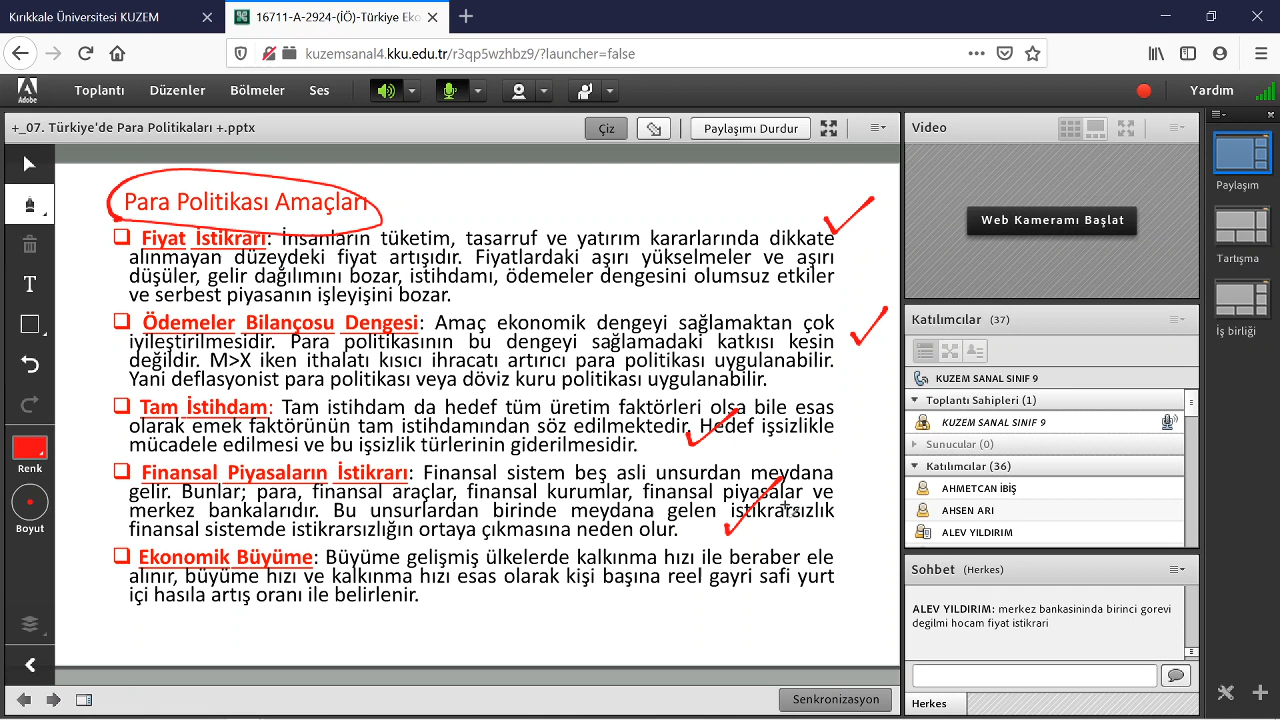 Kırıkkale Üniversitesi KUZEM
16711-A-2924-(İÖ)-Türkiye Eko
kuzemsanal4.kku.edu.tr/r3qp5wzhbz9/?launcher=false
Adobe
Toplantı
Düzenler
Bölmeler
Ses
Yardım
+_07. Türkiye'de Para Politikaları +.pptx
Çiz
Paylaşımı Durdur
Para Politikası Amaçları
Fiyat İstikrarı: İnsanların tüketim, tasarruf ve yatırım kararlarında dikkate
alınmayan düzeydeki fiyat artışıdır. Fiyatlardaki aşırı yükselmeler ve aşırı
düşüler, gelir dağılımını bozar, istihdamı, ödemeler dengesini olumsuz etkiler
ve serbest piyasanın işleyişini bozar.
Ödemeler Bilançosu Dengesi: Amaç ekonomik dengeyi sağlamaktan çok
iyileştirilmesidir. Para politikasının bu dengeyi sağlamadaki katkısı kesin
değildir. M>X iken ithalatı kısıcı ihracatı artırıcı para politikası uygulanabilir.
Yani deflasyonist para politikası veya döviz kuru politikası uygulanabilir.
Tam İstihdam: Tam istihdam da hedef tüm üretim faktörleri olsa bile esas
olarak emek faktörünün tam istihdamından söz edilmektedir. Hedef işsizlikle
mücadele edilmesi ve bu işsizlik türlerinin giderilmesidir.
Finansal Piyasaların İstikrarı: Finansal sistem beş asli unsurdan meydana
gelir. Bunlar; para, finansal araçlar, finansal kurumlar, finansal piyasalar ve
merkez bankalarıdır. Bu unsurlardan birinde meydana gelen istikrarsızlık
finansal sistemde istikrarsızlığın ortaya çıkmasına neden olur.
Ekonomik Büyüme: Büyüme gelişmiş ülkelerde kalkınma hızı ile beraber ele
alınır, büyüme hızı ve kalkınma hızı esas olarak kişi başına reel gayri safi yurt
içi hasıla artış oranı ile belirlenir.
Renk
Boyut
Senkronizasyon
Video
Web Kameramı Başlat
Katılımcılar (37)
KUZEM SANAL SINIF 9
Toplantı Sahipleri (1)
KUZEM SANAL SINIF 9
Sunucular (0)
Katılımcılar (36)
AHMETCAN İBİŞ
AHSEN ARI
ALEV YILDIRIM
Sohbet (Herkes)
ALEV YILDIRIM: merkez bankasininda birinci gorevi
degilmi hocam fiyat istikrari
Herkes
Paylaşım
Tartışma
İş birliği